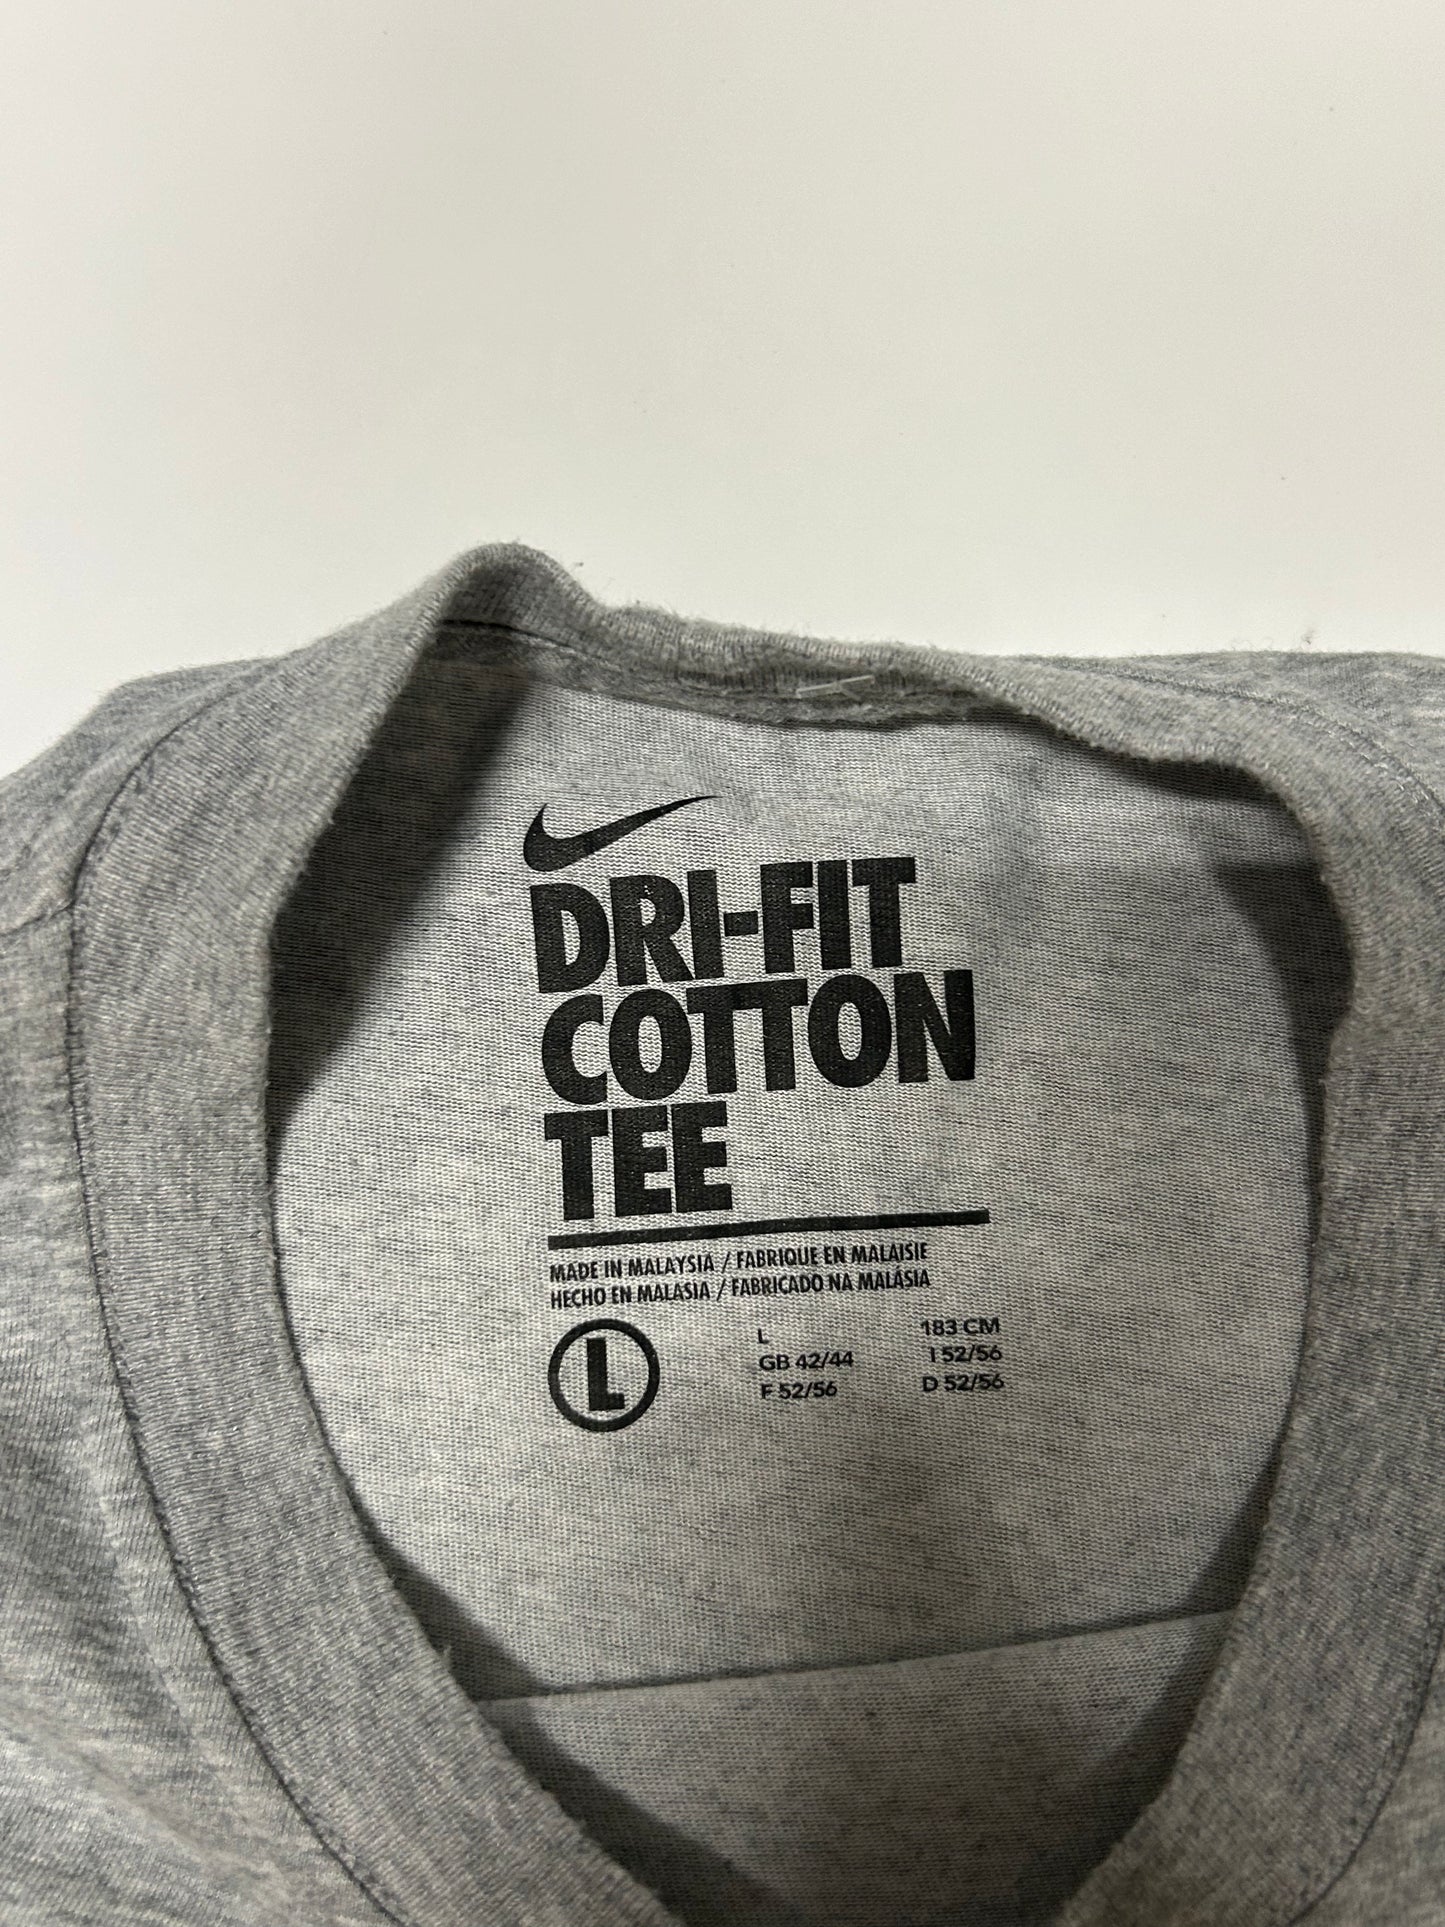 DRI-FIT
COTTON
TEE
MADE IN MALAYSIA / FABRIQUE EN MALAISIE
HECHO EN MALASIA / FABRICADO NA MALÁSIA
L
L 183 CM
GB 42/44 I 52/56
F 52/56 D 52/56